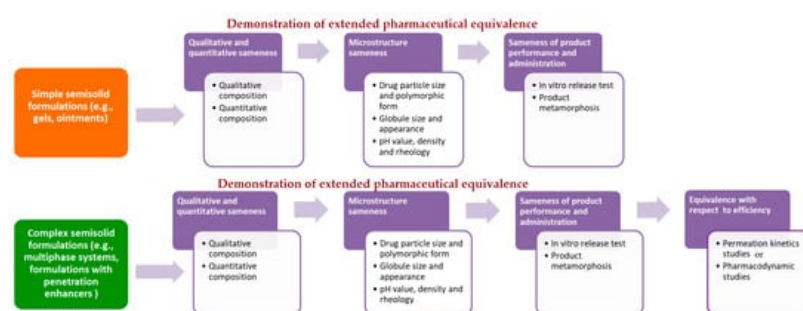 Demonstration of extended pharmaceutical equivalence
Qualitative and
quantitative sameness
Microstructure
sameness
Sameness of product
performance and
administration
Simple semisolid
formulations (e.g.,
gels, ointments)
• Qualitative
composition
• Quantitative
composition
• Drug particle size
and polymorphic
form
• Globule size and
appearance
• pH value, density
and rheology
• In vitro release test
• Product
metamorphosis
Demonstration of extended pharmaceutical equivalence
Qualitative and
quantitative sameness
Microstructure
sameness
Sameness of product
performance and
administration
Equivalence with
respect to efficiency
Complex semisolid
formulations (e.g.,
multiphase systems,
formulations with
penetration
enhancers )
• Qualitative
composition
• Quantitative
composition
• Drug particle size and
polymorphic form
• Globule size and
appearance
• pH value, density and
rheology
• In vitro release test
• Product
metamorphosis
• Permeation kinetics
studies or
• Pharmacodynamic
studies